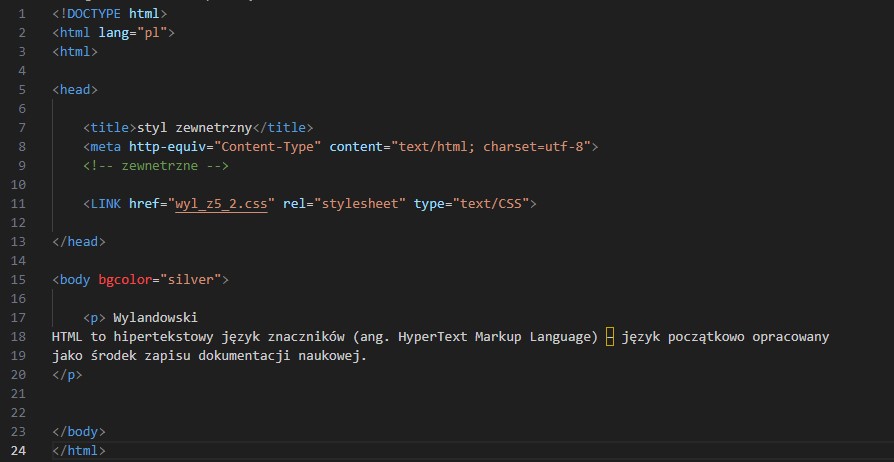 1 <!DOCTYPE html>
2 <html lang="pl">
3 <html>
4
5 <head>
6
7 <title>styl zewnetrzny</title>
8 <meta http-equiv="Content-Type" content="text/html; charset=utf-8">
9 <!-- zewnetrzne -->
10
11 <LINK href="wyl_z5_2.css" rel="stylesheet" type="text/CSS">
12
13 </head>
14
15 <body bgcolor="silver">
16
17 <p> Wylandowski
18 HTML to hipertekstowy język znaczników (ang. HyperText Markup Language) – język początkowo opracowany
19 jako środek zapisu dokumentacji naukowej.
20 </p>
21
22
23 </body>
24 </html>